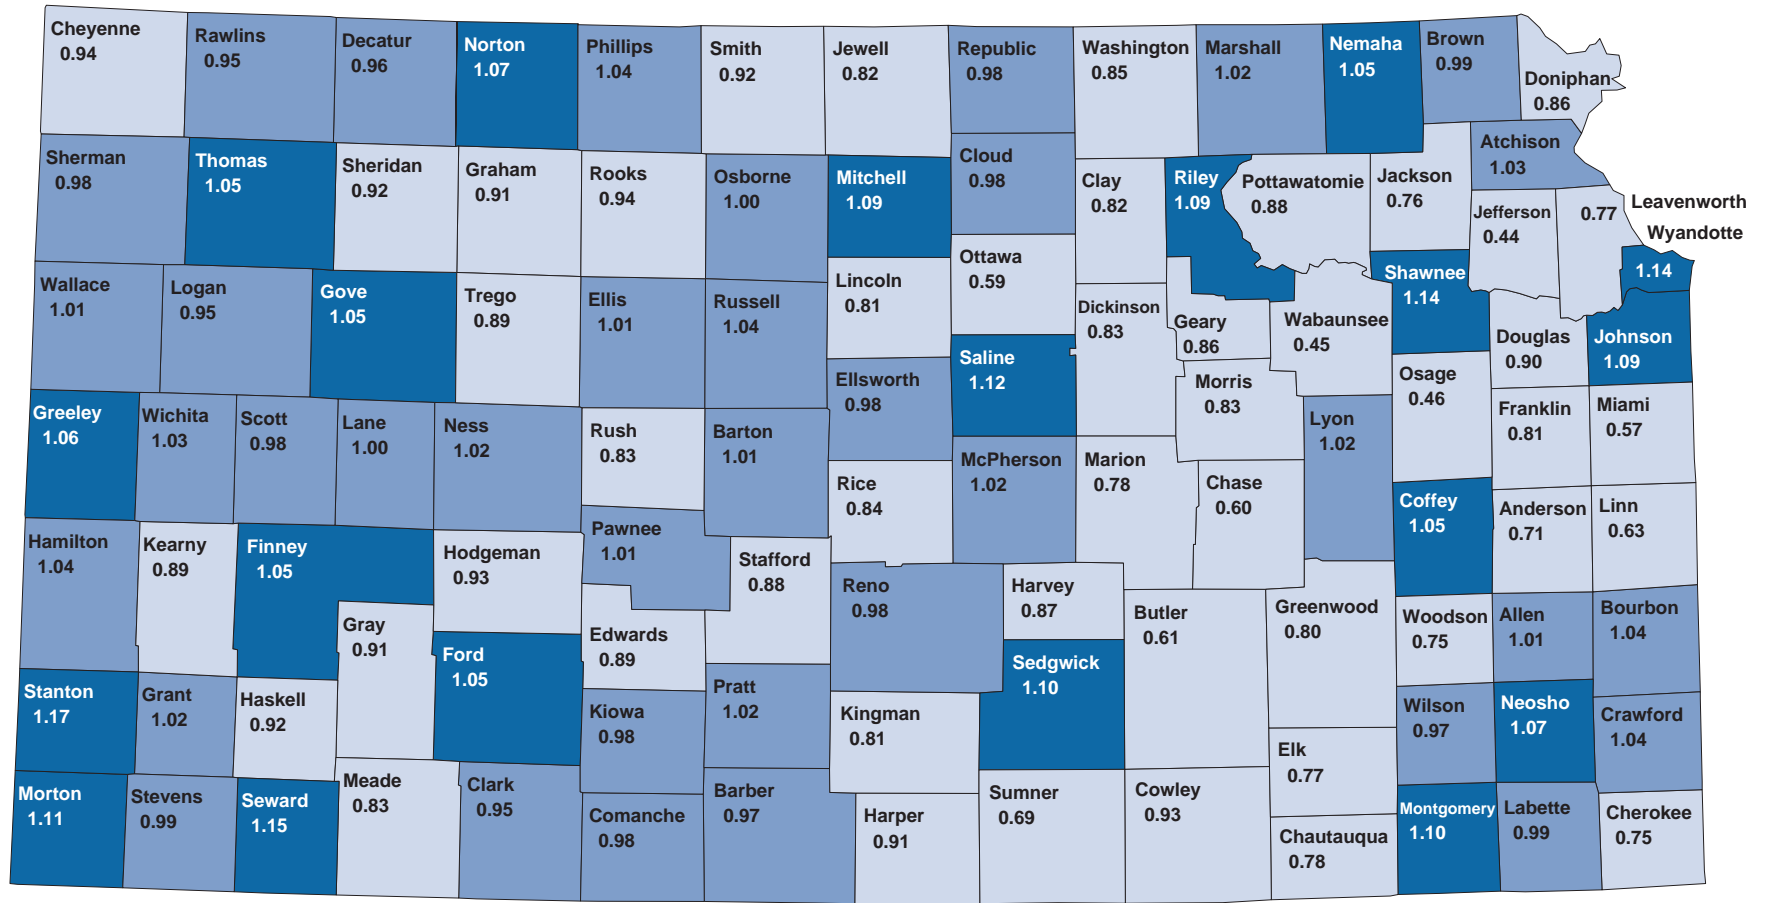 Cheyenne
0.94
Rawlins
0.95
Decatur
0.96
Norton
1.07
Phillips
1.04
Smith
0.92
Jewell
0.82
Republic
0.98
Washington
0.85
Marshall
1.02
Nemaha
1.05
Brown
0.99
Doniphan
0.86
Sherman
0.98
Thomas
1.05
Sheridan
0.92
Graham
0.91
Rooks
0.94
Osborne
1.00
Mitchell
1.09
Cloud
0.98
Clay
0.82
Riley
1.09
Pottawatomie
0.88
Jackson
0.76
Atchison
1.03
Jefferson
0.44
0.77
Leavenworth
Wyandotte
1.14
Wallace
1.01
Logan
0.95
Gove
1.05
Trego
0.89
Ellis
1.01
Russell
1.04
Lincoln
0.81
Ottawa
0.59
Dickinson
0.83
Geary
0.86
Wabaunsee
0.45
Shawnee
1.14
Douglas
0.90
Johnson
1.09
Ellsworth
0.98
Saline
1.12
Morris
0.83
Osage
0.46
Franklin
0.81
Miami
0.57
Greeley
1.06
Wichita
1.03
Scott
0.98
Lane
1.00
Ness
1.02
Rush
0.83
Barton
1.01
Rice
0.84
McPherson
1.02
Marion
0.78
Chase
0.60
Lyon
1.02
Coffey
1.05
Anderson
0.71
Linn
0.63
Hamilton
1.04
Kearny
0.89
Finney
1.05
Hodgeman
0.93
Pawnee
1.01
Stafford
0.88
Reno
0.98
Harvey
0.87
Butler
0.61
Greenwood
0.80
Woodson
0.75
Allen
1.01
Bourbon
1.04
Gray
0.91
Ford
1.05
Edwards
0.89
Sedgwick
1.10
Stanton
1.17
Grant
1.02
Haskell
0.92
Kiowa
0.98
Pratt
1.02
Kingman
0.81
Elk
0.77
Wilson
0.97
Neosho
1.07
Crawford
1.04
Morton
1.11
Stevens
0.99
Seward
1.15
Meade
0.83
Clark
0.95
Comanche
0.98
Barber
0.97
Harper
0.91
Sumner
0.69
Cowley
0.93
Chautauqua
0.78
Montgomery
1.10
Labette
0.99
Cherokee
0.75